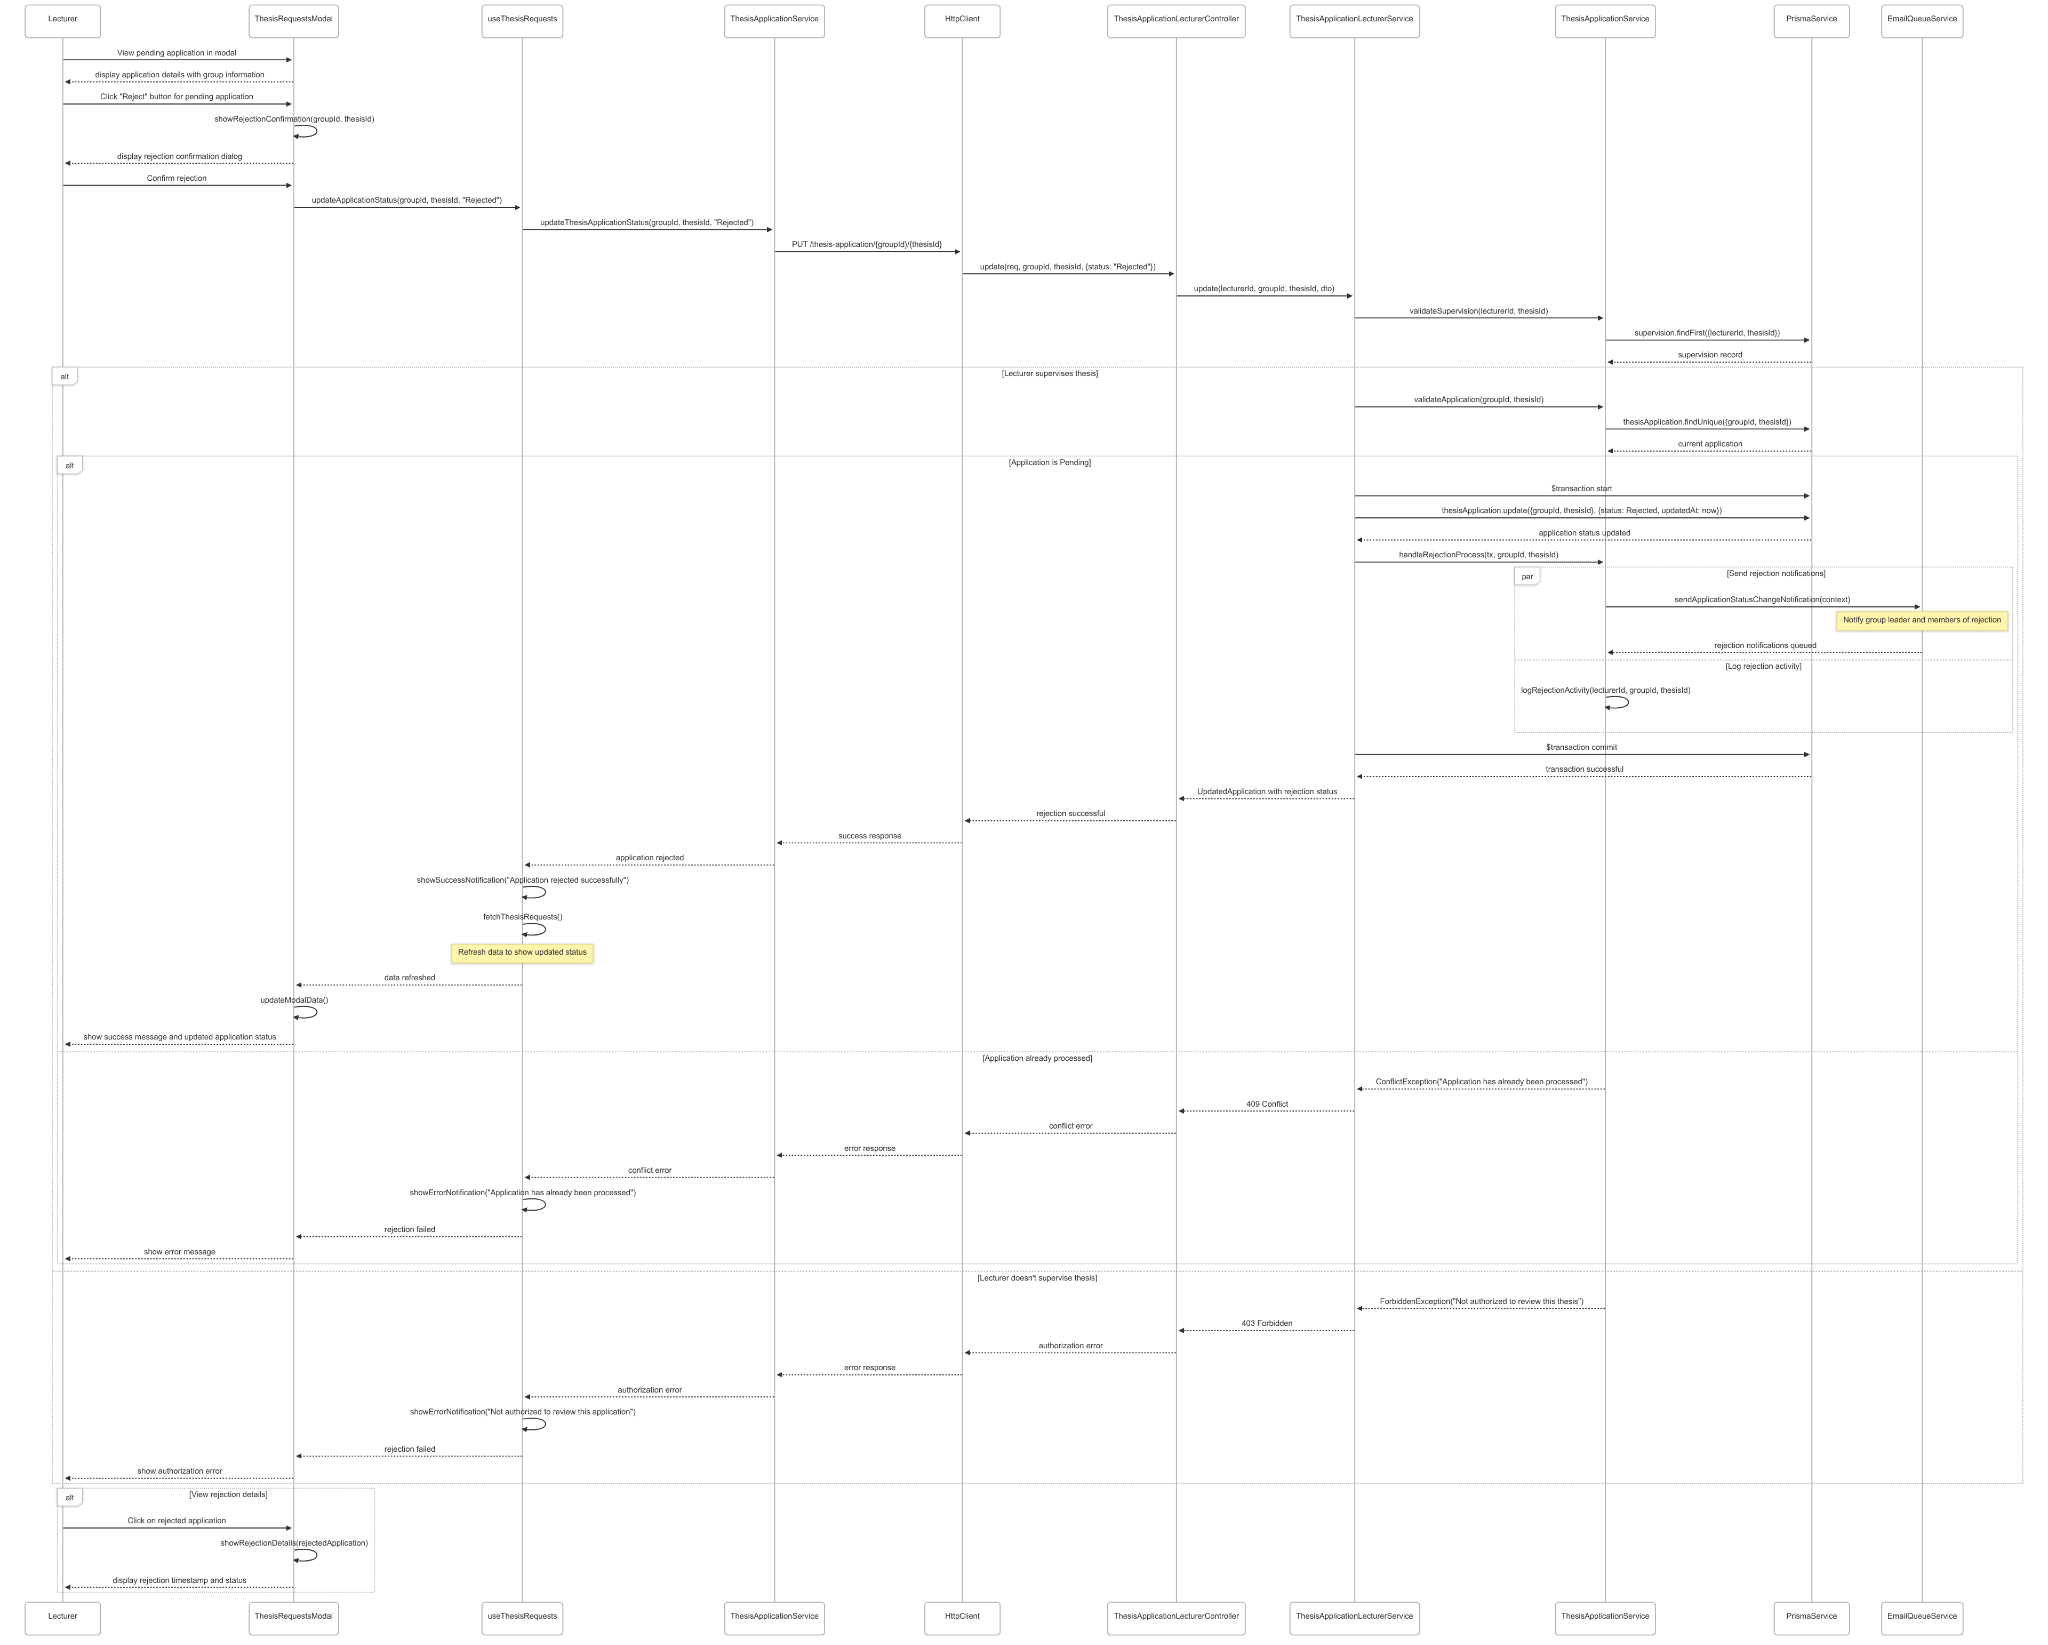 Lecturer
ThesisRequestsModal
useThesisRequests
ThesisApplicationService
HttpClient
ThesisApplicationLecturerController
ThesisApplicationLecturerService
ThesisApplicationService
PrismaService
EmailQueueService
View pending application in modal
display application details with group information
Click "Reject" button for pending application
showRejectionConfirmation(groupId, thesisId)
display rejection confirmation dialog
Confirm rejection
updateApplicationStatus(groupId, thesisId, "Rejected")
updateThesisApplicationStatus(groupId, thesisId, "Rejected")
PUT /thesis-application/{groupId}/{thesisId}
update(req, groupId, thesisId, {status: "Rejected"})
update(lecturerId, groupId, thesisId, dto)
validateSupervision(lecturerId, thesisId)
supervision.findFirst({lecturerId, thesisId})
supervision record
alt
[Lecturer supervises thesis]
validateApplication(groupId, thesisId)
thesisApplication.findUnique({groupId, thesisId})
current application
alt
[Application is Pending]
$transaction start
thesisApplication.update({groupId, thesisId}, {status: Rejected, updatedAt: now})
application status updated
handleRejectionProcess(tx, groupId, thesisId)
par
[Send rejection notifications]
sendApplicationStatusChangeNotification(context)
Notify group leader and members of rejection
rejection notifications queued
[Log rejection activity]
logRejectionActivity(lecturerId, groupId, thesisId)
$transaction commit
transaction successful
UpdatedApplication with rejection status
rejection successful
success response
application rejected
showSuccessNotification("Application rejected successfully")
fetchThesisRequests()
Refresh data to show updated status
data refreshed
updateModalData()
show success message and updated application status
[Application already processed]
ConflictException("Application has already been processed")
409 Conflict
conflict error
error response
conflict error
showErrorNotification("Application has already been processed")
rejection failed
show error message
[Lecturer doesn't supervise thesis]
ForbiddenException("Not authorized to review this thesis")
403 Forbidden
authorization error
error response
authorization error
showErrorNotification("Not authorized to review this application")
rejection failed
show authorization error
alt
[View rejection details]
Click on rejected application
showRejectionDetails(rejectedApplication)
display rejection timestamp and status
Lecturer
ThesisRequestsModal
useThesisRequests
ThesisApplicationService
HttpClient
ThesisApplicationLecturerController
ThesisApplicationLecturerService
ThesisApplicationService
PrismaService
EmailQueueService